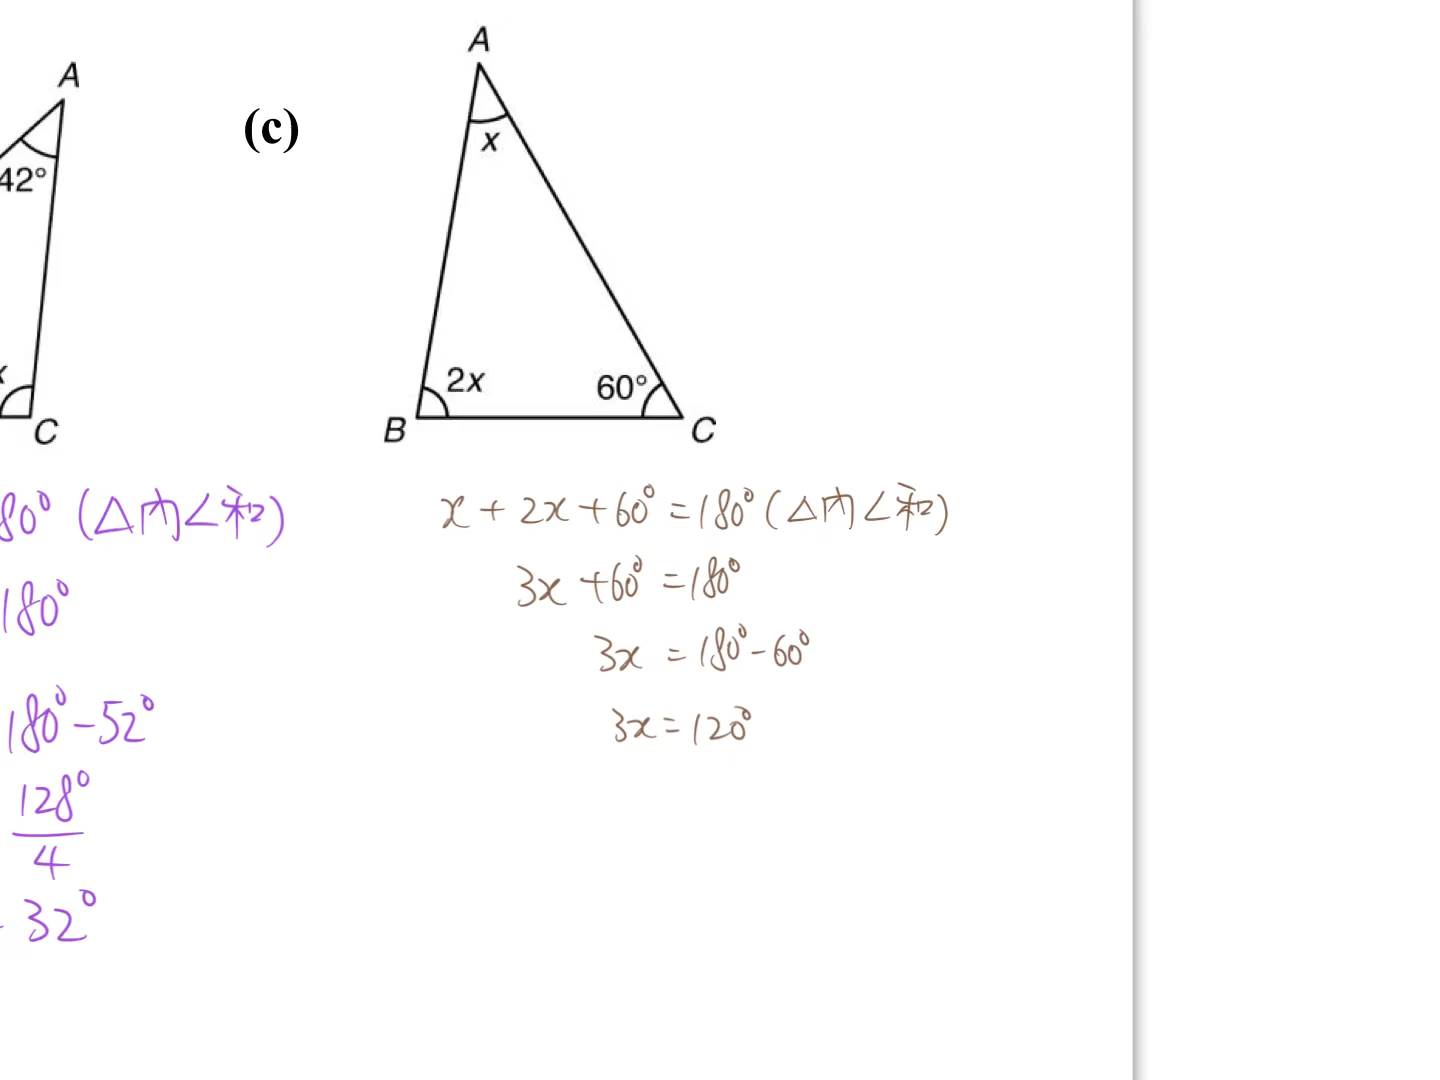 A
42°
C
80° (△内∠和)
180°
180° - 52°
128°
4
32°
(c)
A
x
2x
60°
B
C
x + 2x + 60° = 180° (△内∠和)
3x + 60° = 180°
3x = 180° - 60°
3x = 120°